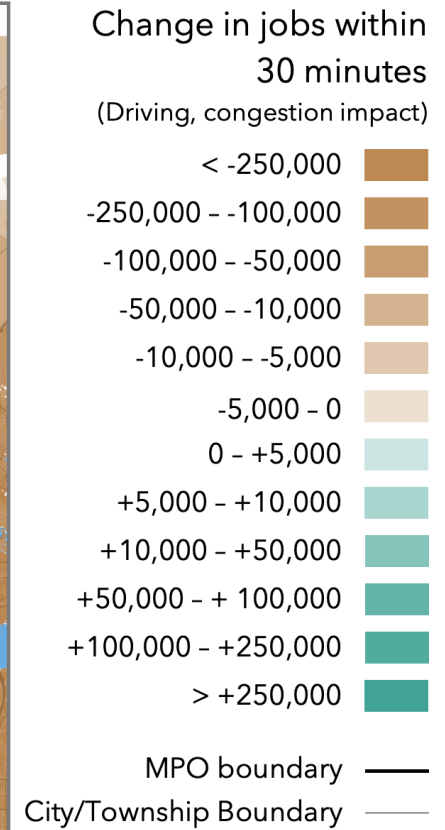 Change in jobs within
30 minutes
(Driving, congestion impact)
< -250,000
-250,000 – -100,000
-100,000 – -50,000
-50,000 – -10,000
-10,000 – -5,000
-5,000 – 0
0 – +5,000
+5,000 – +10,000
+10,000 – +50,000
+50,000 – + 100,000
+100,000 – +250,000
> +250,000
MPO boundary
City/Township Boundary